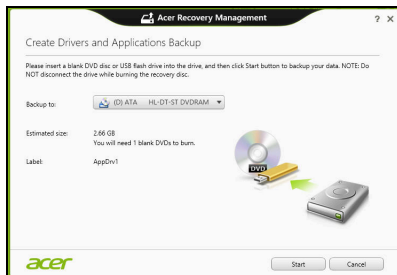 Acer Recovery Management
? ×
Create Drivers and Applications Backup
Please insert a blank DVD disc or USB flash drive into the drive, and then click Start button to backup your data. NOTE: Do
NOT disconnect the drive while burning the recovery disc.
Backup to: (D) ATA HL-DT-ST DVDRAM
Estimated size: 2.66 GB
You will need 1 blank DVDs to burn.
Label: AppDrv1
DVD
acer
Start Cancel